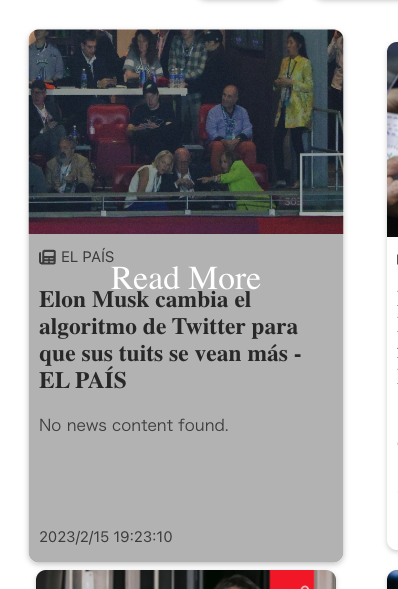 EL PAÍS
Read More
Elon Musk cambia el
algoritmo de Twitter para
que sus tuits se vean más -
EL PAÍS
No news content found.
2023/2/15 19:23:10